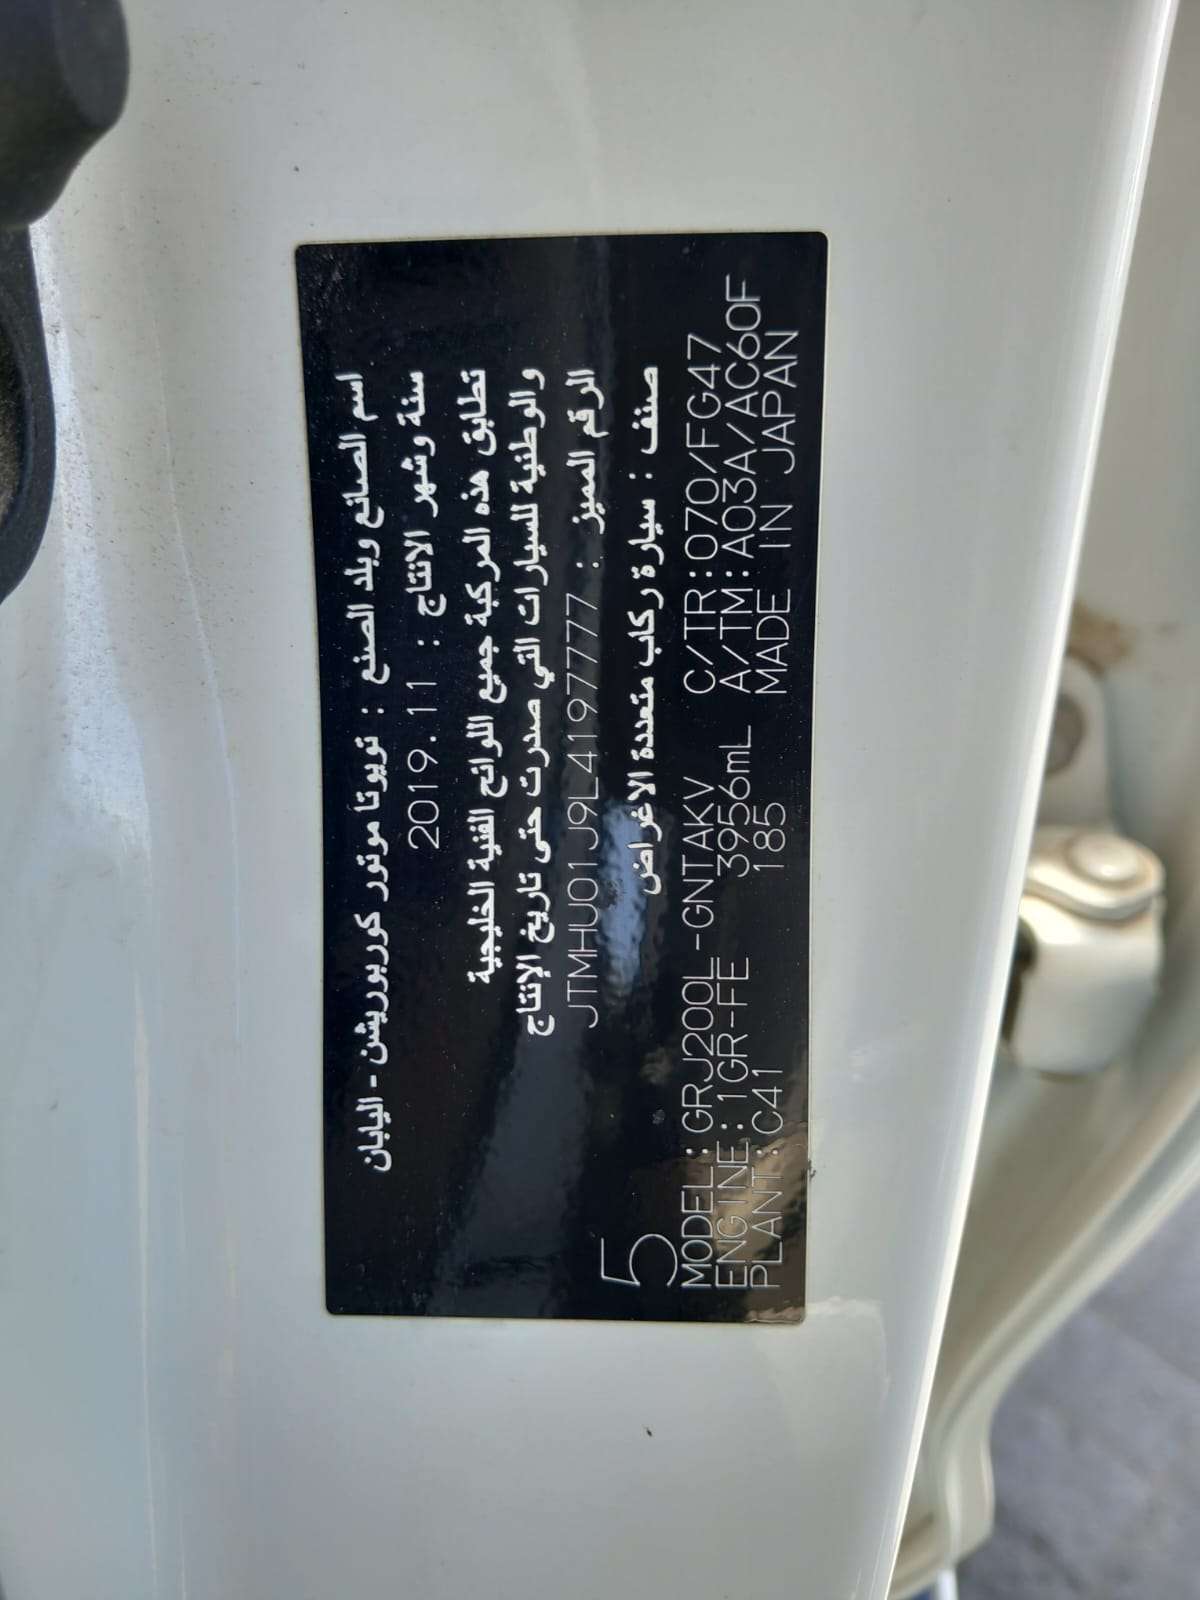 اسم الصانع وبلد الصنع : تويوتا موتور كوربوريشن - اليابان
سنة وشهر الانتاج : 2019.11
تطابق هذه المركبة جميع اللوائح الفنية الخليجية
والوطنية للسيارات التي صدرت حتى تاريخ الإنتاج
الرقم المميز : JTMHU01J9L4197777
صنف : سيارة ركاب متعددة الاغراض
5
MODEL:GRJ200L-GNTAKV C/TR:070/FG47
ENGINE:1GR-FE 3956mL A/TM:A03A/AC60F
PLANT:C41 185 MADE IN JAPAN